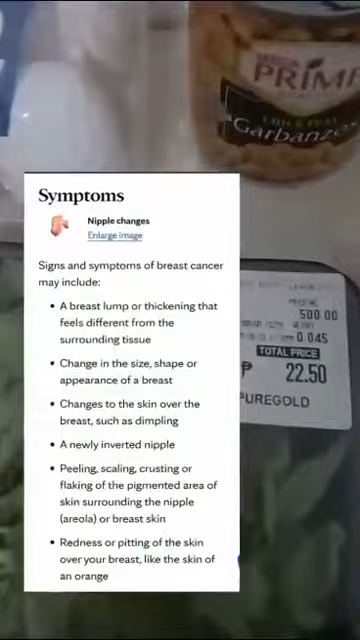 PRIME
Garbanzos
Symptoms
Nipple changes
Enlarge image
Signs and symptoms of breast cancer
may include:
• A breast lump or thickening that
feels different from the
surrounding tissue
• Change in the size, shape or
appearance of a breast
• Changes to the skin over the
breast, such as dimpling
• A newly inverted nipple
• Peeling, scaling, crusting or
flaking of the pigmented area of
skin surrounding the nipple
(areola) or breast skin
• Redness or pitting of the skin
over your breast, like the skin of
an orange
500.00
0.045
TOTAL PRICE
₱ 22.50
PUREGOLD